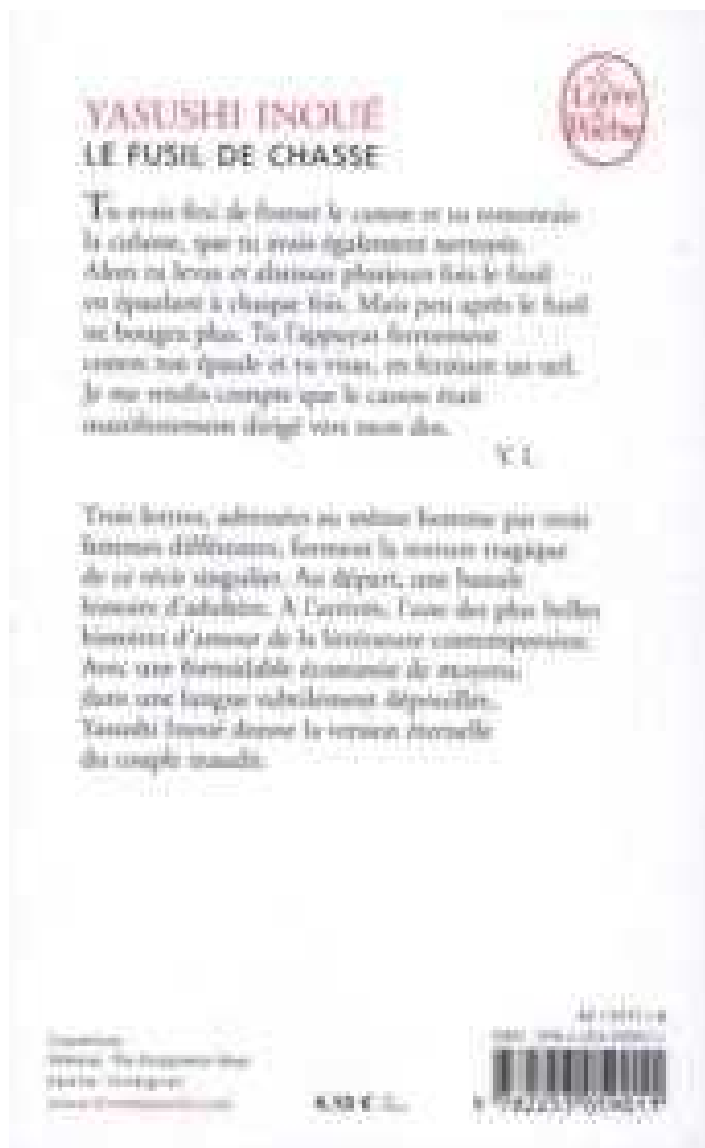 YASUSHI INOUÉ
Le Livre de Poche
LE FUSIL DE CHASSE
Tu avais fini de frotter le canon et tu remontais
la culasse, que tu avais également nettoyée.
Alors tu levas et abaissas plusieurs fois le fusil
en épaulant à chaque fois. Mais peu après le fusil
ne bougea plus. Tu l'appuyas fermement
contre ton épaule et tu visas, en fermant un œil.
Je me rendis compte que le canon était
manifestement dirigé vers mon dos.
Y. I.
Trois lettres, adressées au même homme par trois
femmes différentes, forment la texture tragique
de ce récit singulier. Au départ, une banale
histoire d'adultère. À l'arrivée, l'une des plus belles
histoires d'amour de la littérature contemporaine.
Avec une formidable économie de moyens,
dans une langue subtilement dépouillée,
Yasushi Inoué donne la version éternelle
du couple maudit.
Couverture